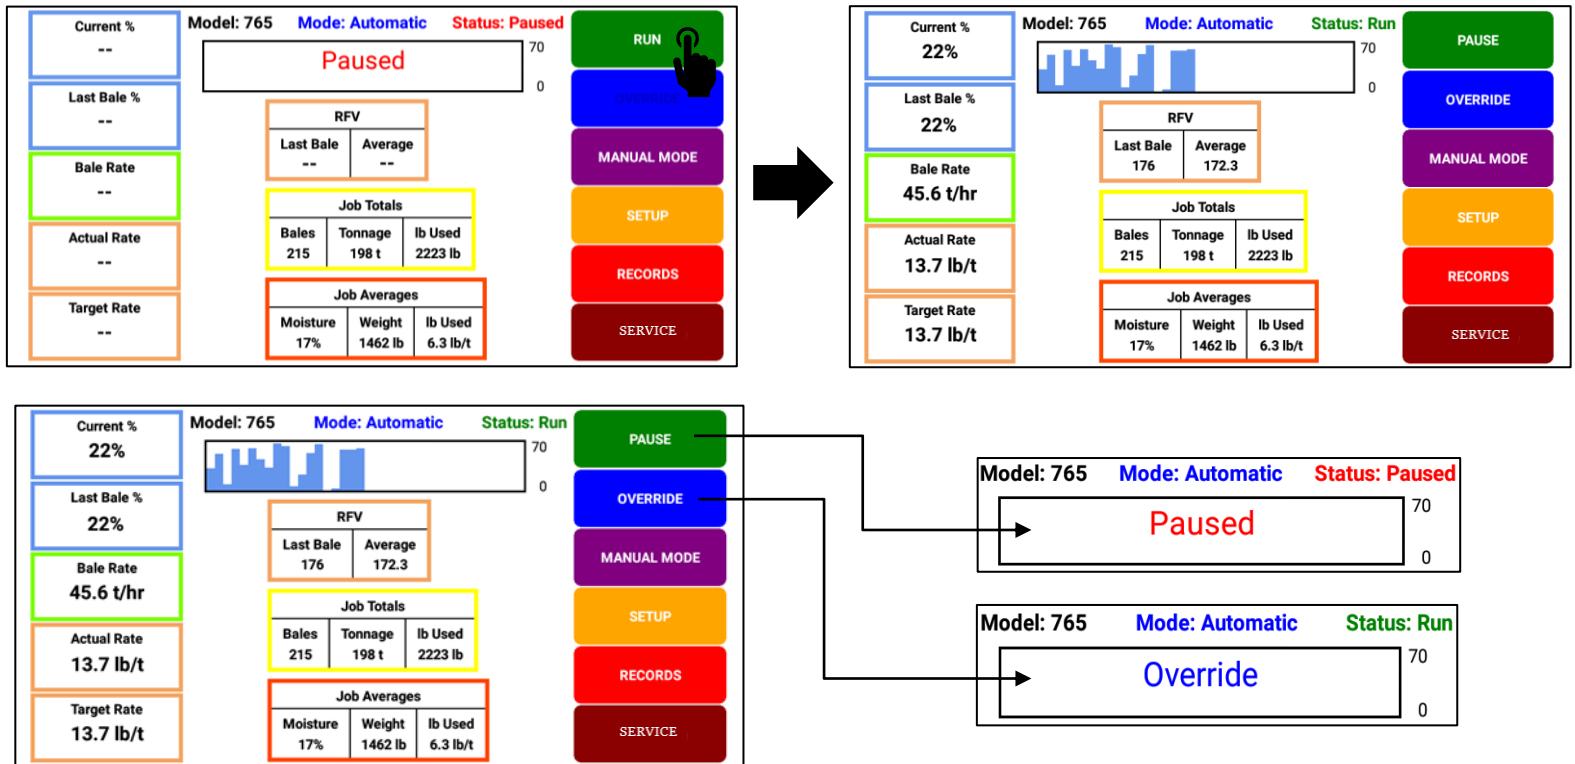 Current %
--
Last Bale %
--
Bale Rate
--
Actual Rate
--
Target Rate
--
Model: 765 Mode: Automatic Status: Paused
Paused
70
0
RFV
Last Bale Average
-- --
Job Totals
Bales Tonnage lb Used
215 198 t 2223 lb
Job Averages
Moisture Weight lb Used
17% 1462 lb 6.3 lb/t
RUN
OVERRIDE
MANUAL MODE
SETUP
RECORDS
SERVICE
Current %
22%
Last Bale %
22%
Bale Rate
45.6 t/hr
Actual Rate
13.7 lb/t
Target Rate
13.7 lb/t
Model: 765 Mode: Automatic Status: Run
70
0
RFV
Last Bale Average
176 172.3
Job Totals
Bales Tonnage lb Used
215 198 t 2223 lb
Job Averages
Moisture Weight lb Used
17% 1462 lb 6.3 lb/t
PAUSE
OVERRIDE
MANUAL MODE
SETUP
RECORDS
SERVICE
Current %
22%
Last Bale %
22%
Bale Rate
45.6 t/hr
Actual Rate
13.7 lb/t
Target Rate
13.7 lb/t
Model: 765 Mode: Automatic Status: Run
70
0
RFV
Last Bale Average
176 172.3
Job Totals
Bales Tonnage lb Used
215 198 t 2223 lb
Job Averages
Moisture Weight lb Used
17% 1462 lb 6.3 lb/t
PAUSE
OVERRIDE
MANUAL MODE
SETUP
RECORDS
SERVICE
Model: 765 Mode: Automatic Status: Paused
Paused
70
0
Model: 765 Mode: Automatic Status: Run
Override
70
0